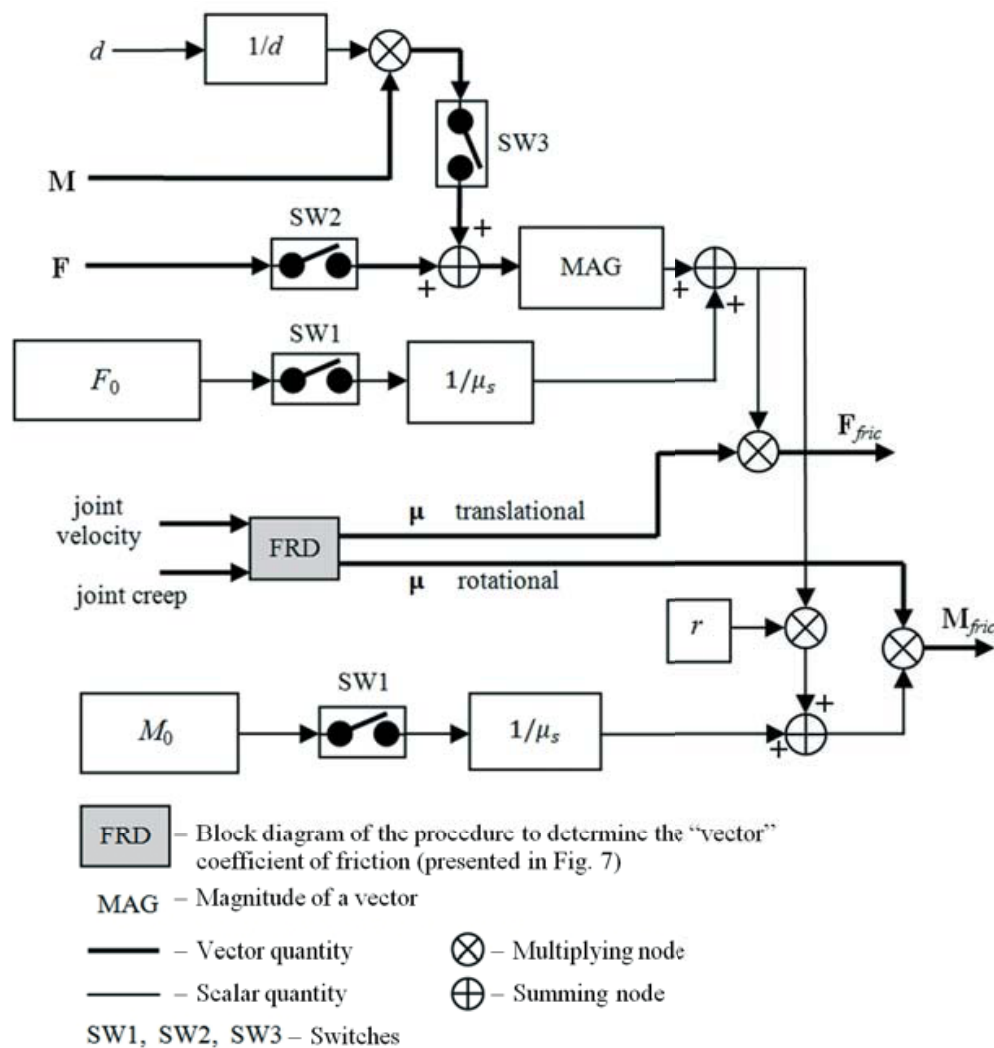 d
1/d
SW3
M
SW2
+
F
+
MAG
+
+
SW1
F0
1/μs
Ffric
joint
velocity
μ translational
FRD
joint creep
μ rotational
r
Mfric
SW1
+
M0
1/μs
+
FRD – Block diagram of the procedure to determine the “vector”
coefficient of friction (presented in Fig. 7)
MAG – Magnitude of a vector
– Vector quantity
– Multiplying node
– Scalar quantity
– Summing node
SW1, SW2, SW3 – Switches